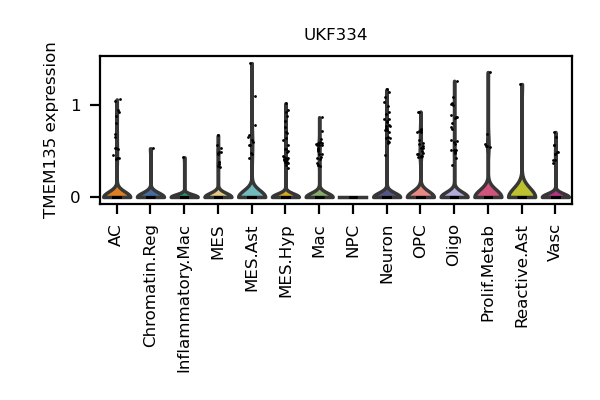 UKF334
TMEM135 expression
1
0
AC
Chromatin.Reg
Inflammatory.Mac
MES
MES.Ast
MES.Hyp
Mac
NPC
Neuron
OPC
Oligo
Prolif.Metab
Reactive.Ast
Vasc